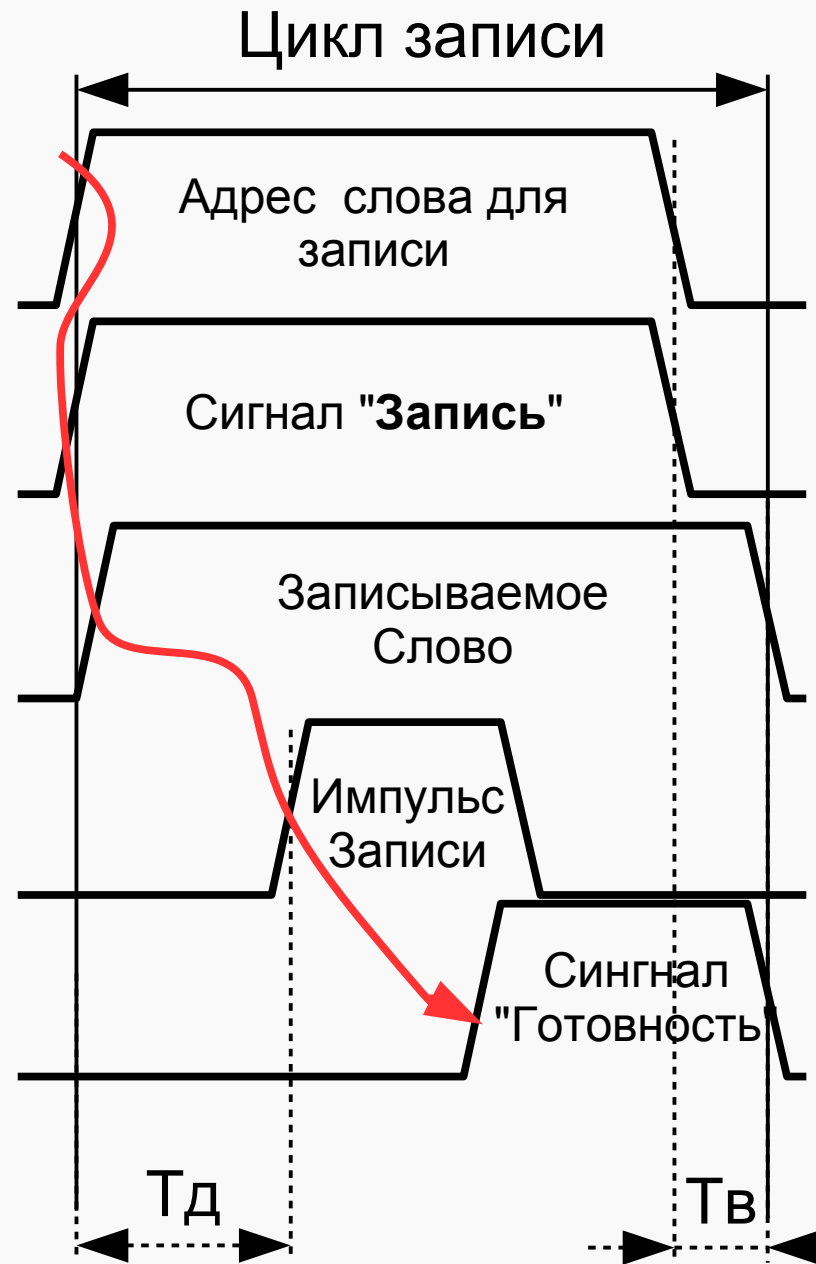 Цикл записи
Адрес слова для
записи
Сигнал "Запись"
Записываемое
Слово
Импульс
Записи
Сингнал
"Готовность"
Тд
Тв